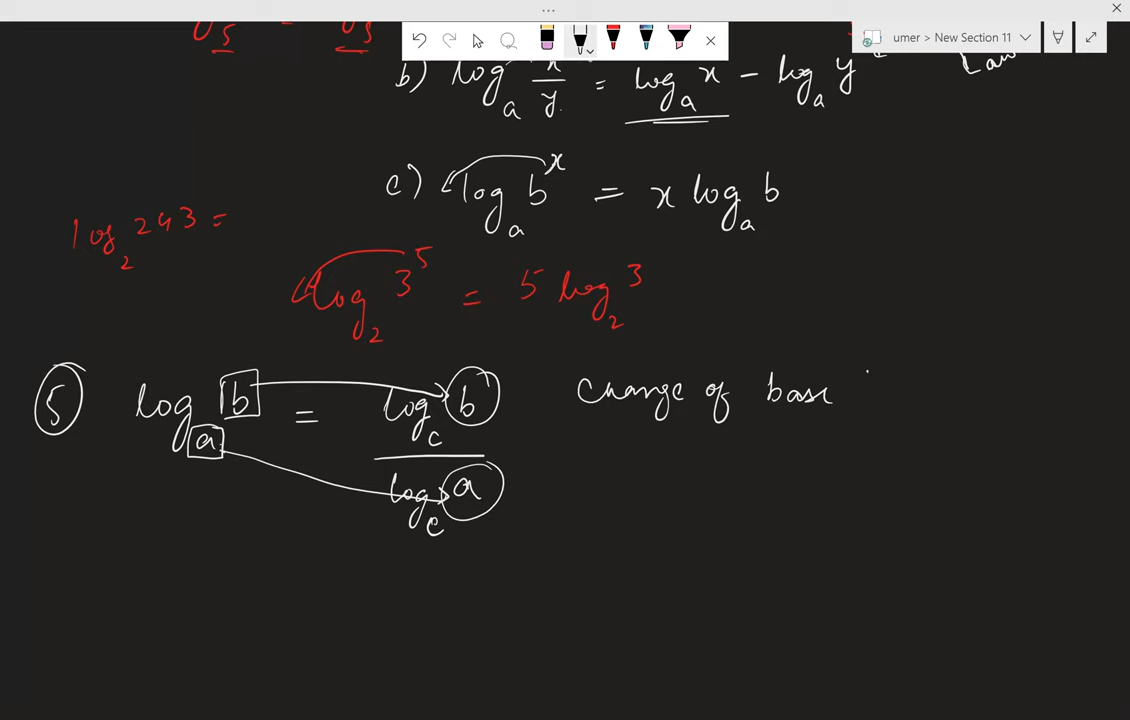 umer > New Section 11
b) log_a x/y = log_a x - log_a y
Law
c) log_a b^x = x log_a b
log_2 243 =
log_2 3^5 = 5 log_2 3
5 log_a b = log_c b / log_c a change of base